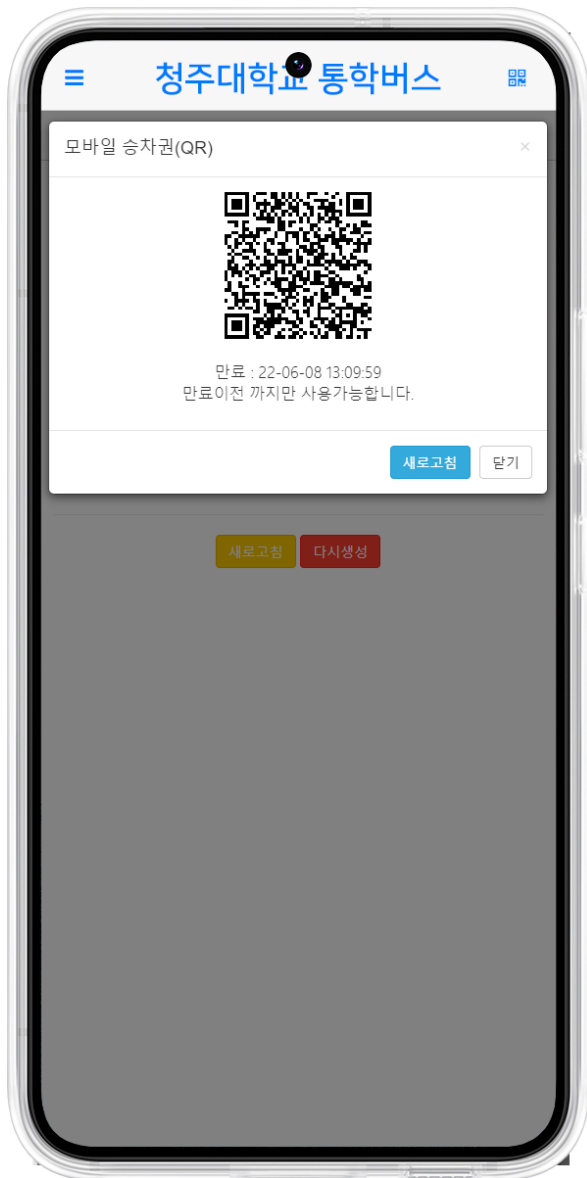 청주대학교 통학버스
모바일 승차권(QR)
×
만료 : 22-06-08 13:09:59
만료이전 까지만 사용가능합니다.
새로고침 닫기
새로고침 다시생성